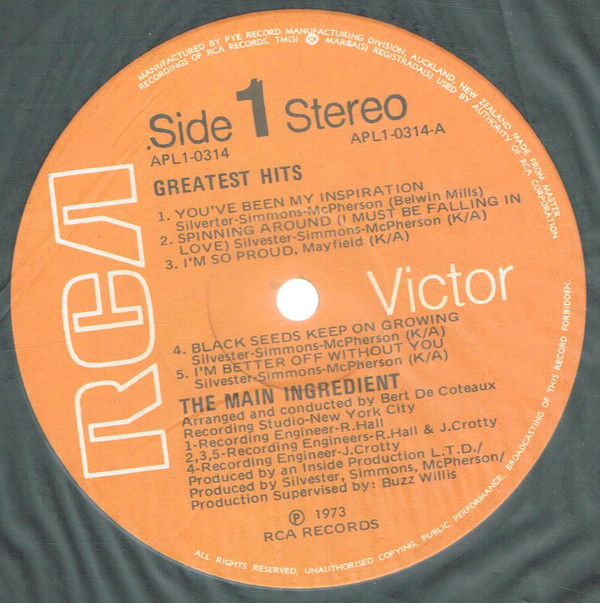 MANUFACTURED BY PYE RECORD MANUFACTURING DIVISION, AUCKLAND, NEW ZEALAND MADE FROM MASTER
RECORDINGS OF RCA RECORDS. TM(S) ® MARCA(S) REGISTRADA(S) USED BY AUTHORITY OF RCA CORPORATION
Side 1 Stereo
APL1-0314 APL1-0314-A
GREATEST HITS
1. YOU'VE BEEN MY INSPIRATION
Silverter-Simmons-McPherson (Belwin Mills)
2. SPINNING AROUND (I MUST BE FALLING IN
LOVE) Silvester-Simmons-McPherson (K/A)
3. I'M SO PROUD, Mayfield (K/A)
RCA
Victor
4. BLACK SEEDS KEEP ON GROWING
Silvester-Simmons-McPherson (K/A)
5. I'M BETTER OFF WITHOUT YOU
Silvester-Simmons-McPherson (K/A)
THE MAIN INGREDIENT
Arranged and conducted by Bert De Coteaux
Recording Studio-New York City
1-Recording Engineer-R.Hall
2,3,5-Recording Engineers-R.Hall & J.Crotty
4-Recording Engineer-J.Crotty
Produced by an Inside Production L.T.D./
Produced by Silvester, Simmons, McPherson/
Production Supervised by: Buzz Willis
℗ 1973
RCA RECORDS
ALL RIGHTS RESERVED, UNAUTHORISED COPYING, PUBLIC PERFORMANCE, BROADCASTING OF THIS RECORD FORBIDDEN.